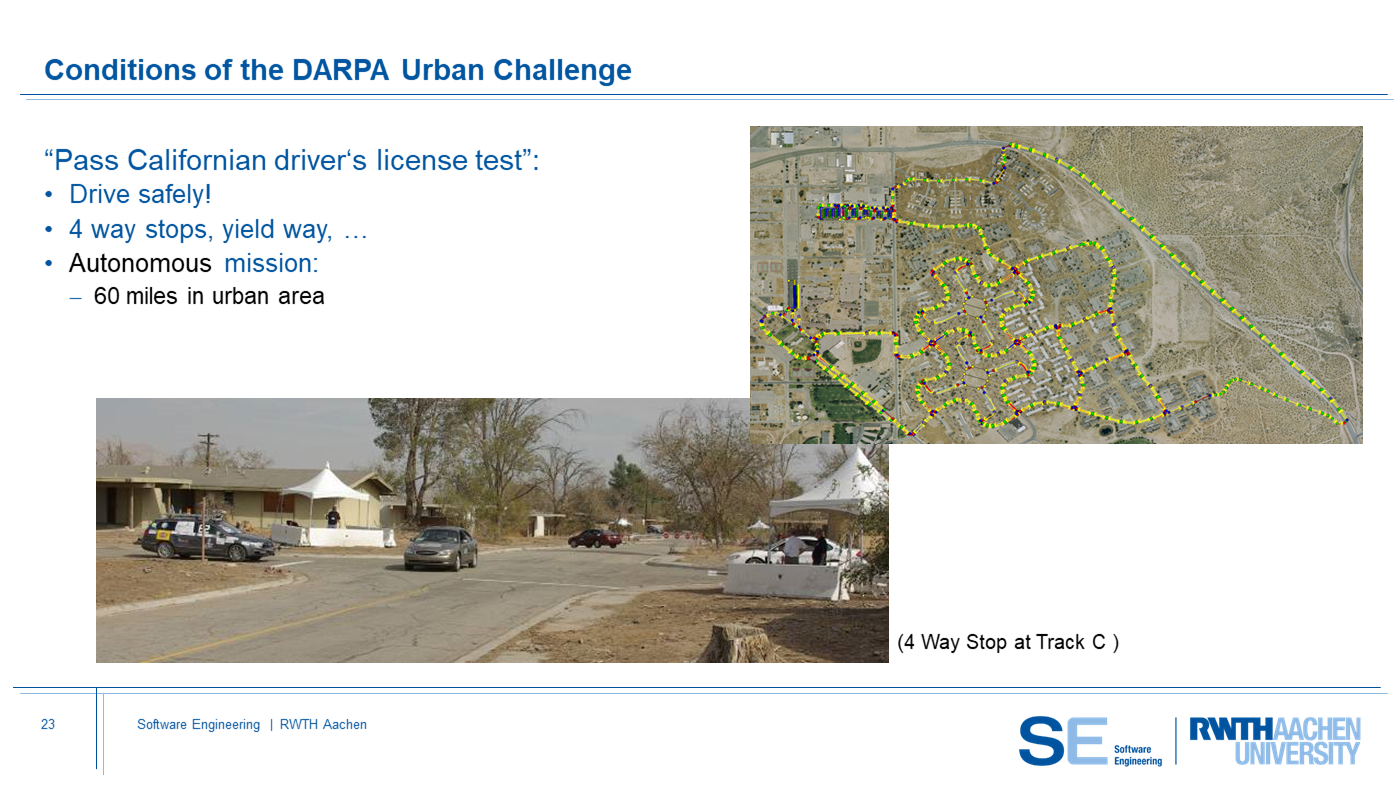 Conditions of the DARPA Urban Challenge
“Pass Californian driver‘s license test”:
• Drive safely!
• 4 way stops, yield way, …
• Autonomous mission:
– 60 miles in urban area
(4 Way Stop at Track C )
23
Software Engineering | RWTH Aachen
SE Software
Engineering
RWTHAACHEN
UNIVERSITY